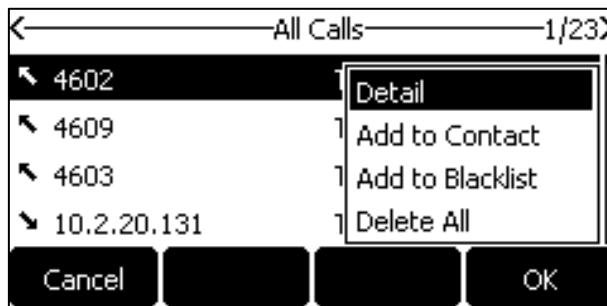 All Calls 1/23
4602
4609
4603
10.2.20.131
Detail
Add to Contact
Add to Blacklist
Delete All
Cancel OK